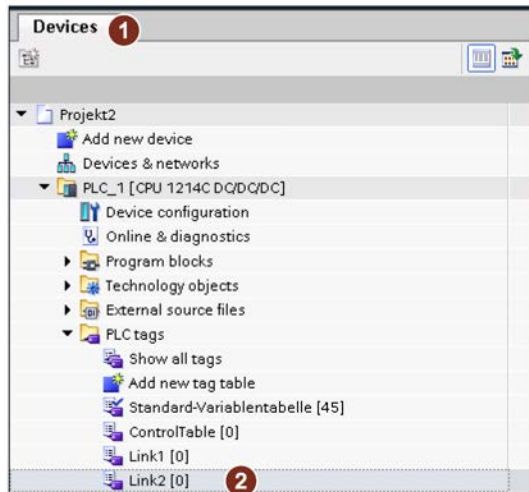 Devices 1
Projekt2
Add new device
Devices & networks
PLC_1 [CPU 1214C DC/DC/DC]
Device configuration
Online & diagnostics
Program blocks
Technology objects
External source files
PLC tags
Show all tags
Add new tag table
Standard-Variablentabelle [45]
ControlTable [0]
Link1 [0]
Link2 [0] 2